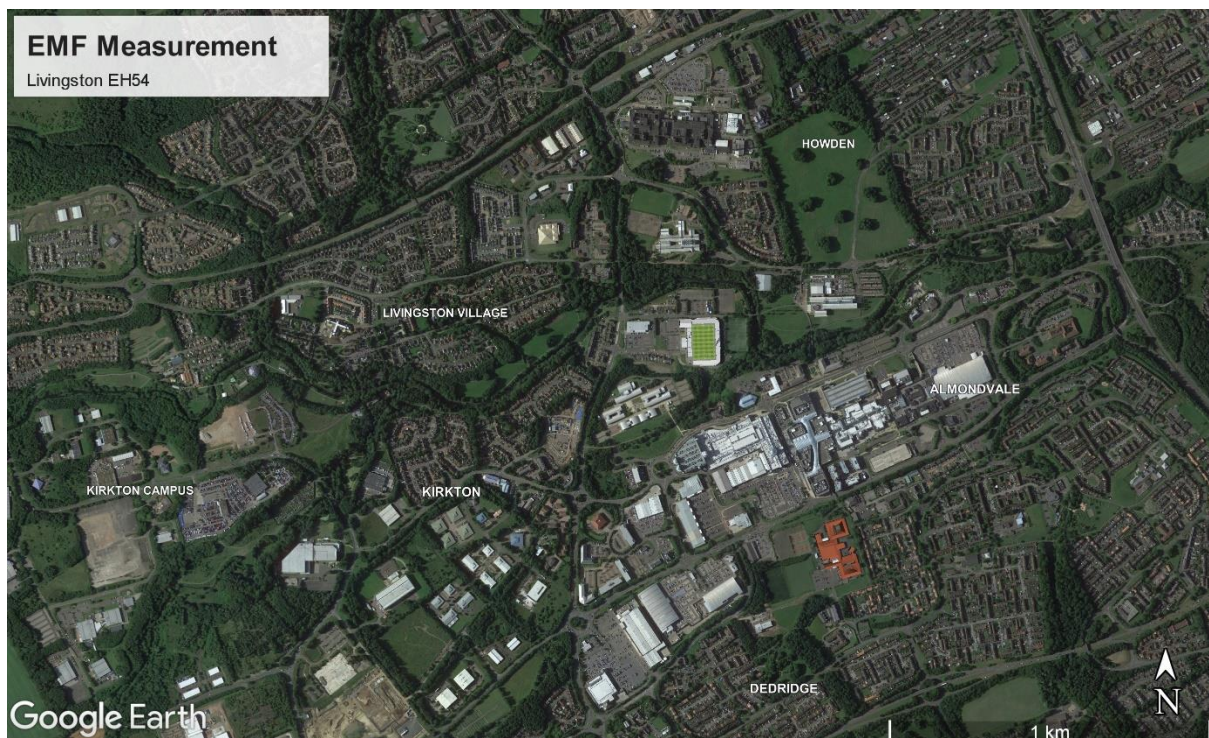 EMF Measurement
Livingston EH54
HOWDEN
LIVINGSTON VILLAGE
ALMONDVALE
KIRKTON CAMPUS
KIRKTON
DEDRIDGE
N
Google Earth
1 km